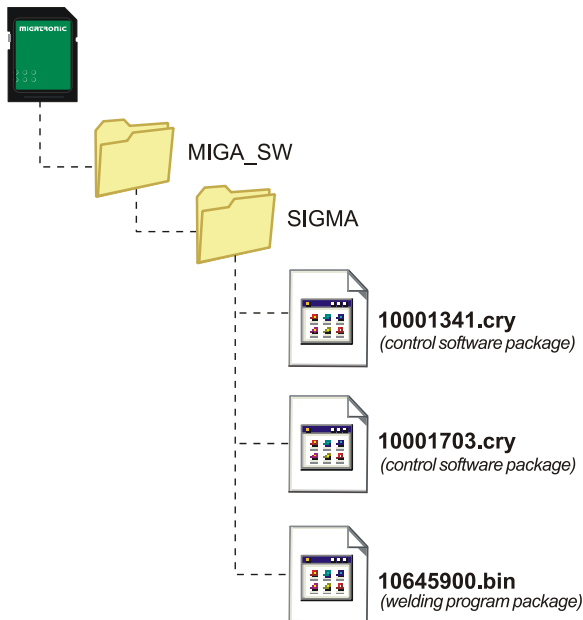 MIGATRONIC
MIGA_SW
SIGMA
10001341.cry
(control software package)
10001703.cry
(control software package)
10645900.bin
(welding program package)